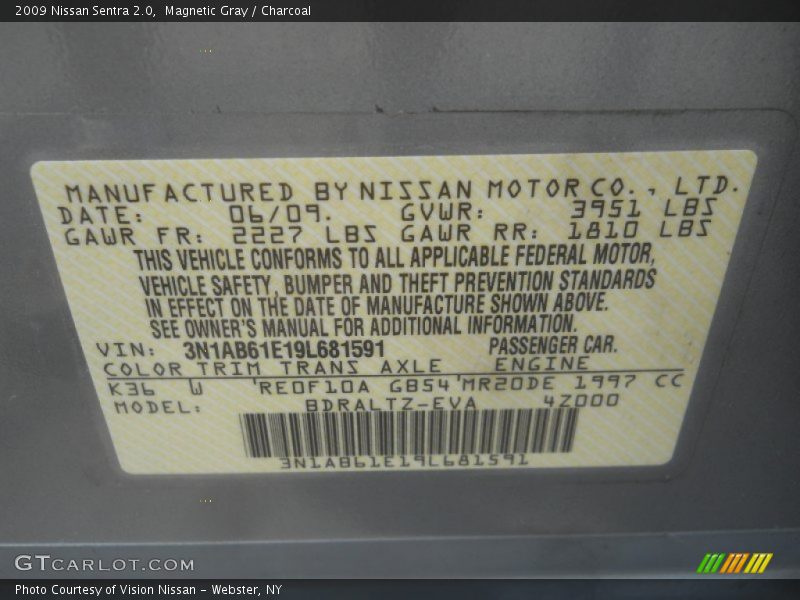 2009 Nissan Sentra 2.0, Magnetic Gray / Charcoal
MANUFACTURED BY NISSAN MOTOR CO., LTD.
DATE: 06/09. GVWR: 3951 LBS
GAWR FR: 2227 LBS GAWR RR: 1810 LBS
THIS VEHICLE CONFORMS TO ALL APPLICABLE FEDERAL MOTOR,
VEHICLE SAFETY, BUMPER AND THEFT PREVENTION STANDARDS
IN EFFECT ON THE DATE OF MANUFACTURE SHOWN ABOVE.
SEE OWNER'S MANUAL FOR ADDITIONAL INFORMATION.
VIN: 3N1AB61E19L681591 PASSENGER CAR.
COLOR TRIM TRANS AXLE ENGINE
K36 W 'RE0F10A GB54'MR20DE 1997 CC
MODEL: BDRALTZ-EVA 4Z000
3N1AB61E19L681591
GTCARLOT.COM
Photo Courtesy of Vision Nissan - Webster, NY